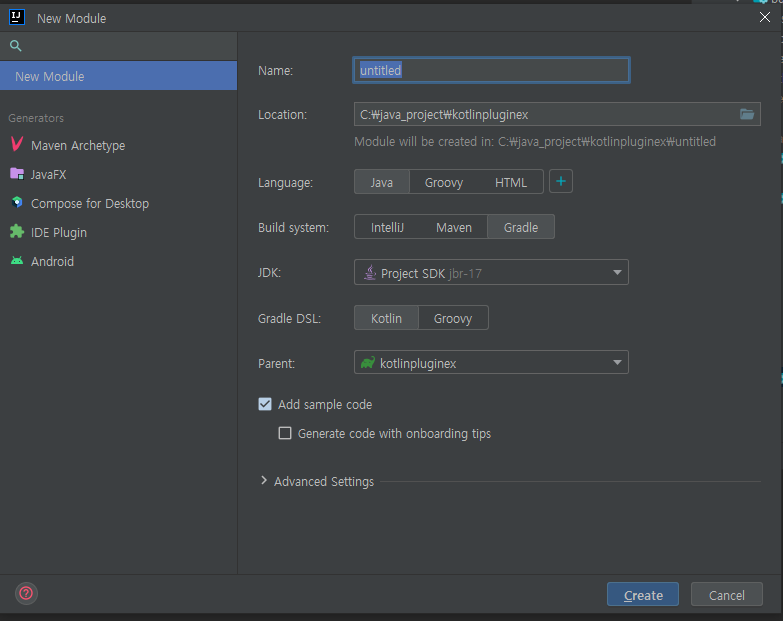 New Module
New Module
Generators
Maven Archetype
JavaFX
Compose for Desktop
IDE Plugin
Android
Name: untitled
Location: C:₩java_project₩kotlinpluginex
Module will be created in: C:₩java_project₩kotlinpluginex₩untitled
Language: Java Groovy HTML +
Build system: IntelliJ Maven Gradle
JDK: Project SDK jbr-17
Gradle DSL: Kotlin Groovy
Parent: kotlinpluginex
Add sample code
Generate code with onboarding tips
Advanced Settings
? Create Cancel